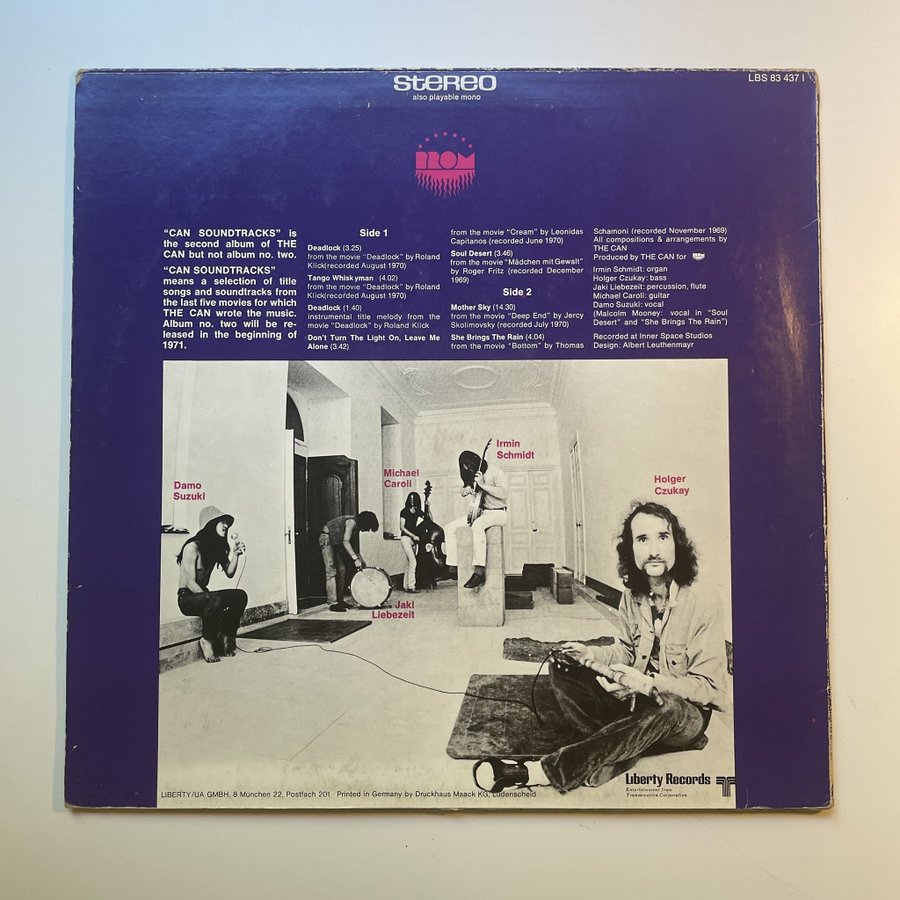 stereo
also playable mono
LBS 83 437 I
PROM
"CAN SOUNDTRACKS" is
the second album of THE
CAN but not album no. two.
"CAN SOUNDTRACKS"
means a selection of title
songs and soundtracks from
the last five movies for which
THE CAN wrote the music.
Album no. two will be re-
leased in the beginning of
1971.
Side 1
Deadlock (3.25)
from the movie "Deadlock" by Roland
Klick(recorded August 1970)
Tango Whiskyman (4.02)
from the movie "Deadlock" by Roland
Klick(recorded August 1970)
Deadlock (1.40)
instrumental title melody from the
movie "Deadlock" by Roland Klick
Don't Turn The Light On, Leave Me
Alone (3.42)
from the movie "Cream" by Leonidas
Capitanos (recorded June 1970)
Soul Desert (3.46)
from the movie "Mädchen mit Gewalt"
by Roger Fritz (recorded December
1969)
Side 2
Mother Sky (14.30)
from the movie "Deep End" by Jercy
Skolimovsky (recorded July 1970)
She Brings The Rain (4.04)
from the movie "Bottom" by Thomas
Schamoni (recorded November 1969)
All compositions & arrangements by
THE CAN
Produced by THE CAN for
Irmin Schmidt: organ
Holger Czukay: bass
Jaki Liebezeit: percussion, flute
Michael Caroli: guitar
Damo Suzuki: vocal
(Malcolm Mooney: vocal in "Soul
Desert" and "She Brings The Rain")
Recorded at Inner Space Studios
Design: Albert Leuthenmayr
Irmin
Schmidt
Michael
Caroli
Holger
Czukay
Damo
Suzuki
Jaki
Liebezeit
Liberty Records
Entertainment from
Transamerica Corporation
LIBERTY/UA GMBH, 8 München 22, Postfach 201 · Printed in Germany by Druckhaus Maack KG, Lüdenscheid